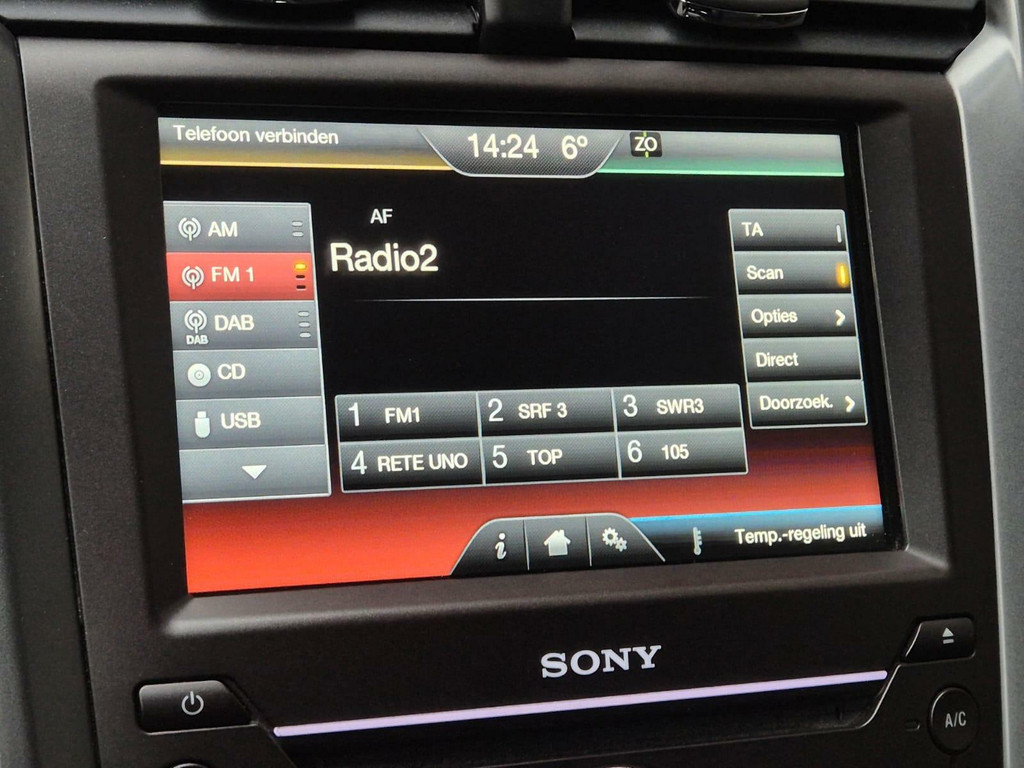 Telefoon verbinden
14:24 6° ZO
AM
FM 1
DAB
DAB
CD
USB
AF
Radio2
TA
Scan
Opties
Direct
Doorzoek.
1 FM1
2 SRF 3
3 SWR3
4 RETE UNO
5 TOP
6 105
i
Temp.-regeling uit
SONY
A/C